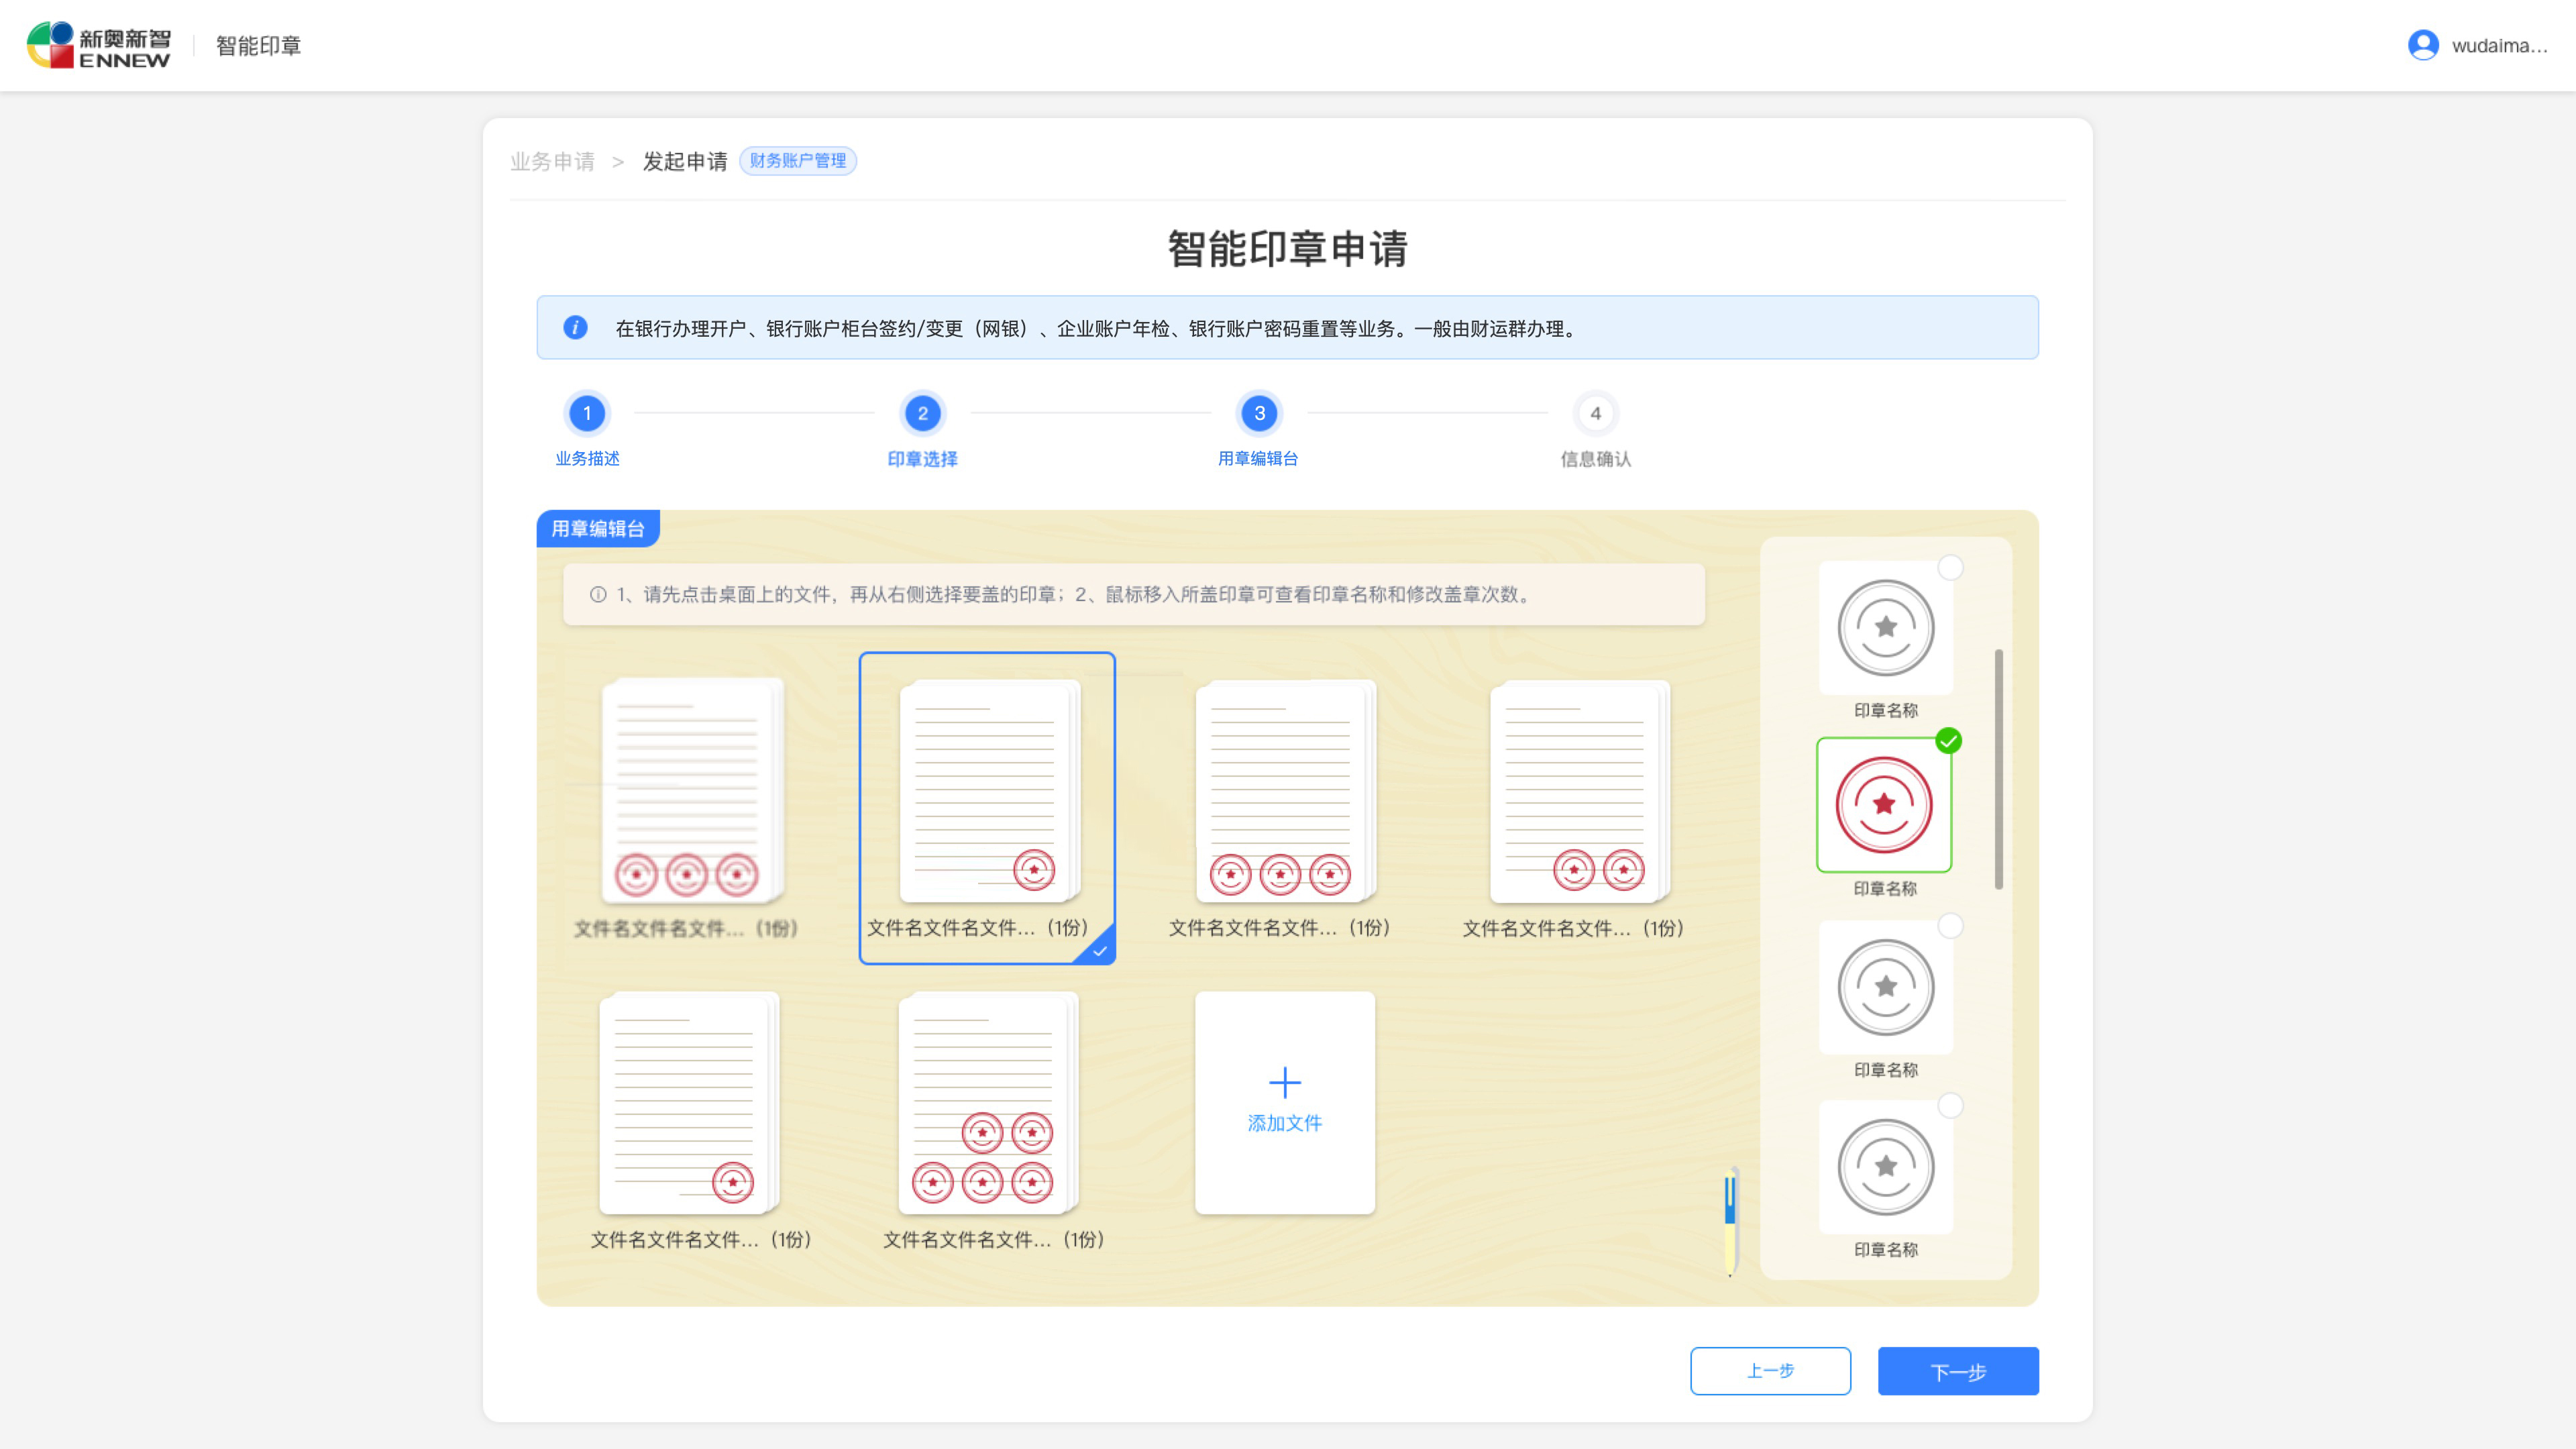 新奥新智
ENNEW
智能印章
wudaima...
业务申请 > 发起申请 财务账户管理
智能印章申请
i 在银行办理开户、银行账户柜台签约/变更（网银）、企业账户年检、银行账户密码重置等业务。一般由财运群办理。
1 2 3 4
业务描述 印章选择 用章编辑台 信息确认
用章编辑台
1、请先点击桌面上的文件，再从右侧选择要盖的印章；2、鼠标移入所盖印章可查看印章名称和修改盖章次数。
印章名称
印章名称
文件名文件名文件...（1份） 文件名文件名文件...（1份） 文件名文件名文件...（1份） 文件名文件名文件...（1份）
印章名称
添加文件
文件名文件名文件...（1份） 文件名文件名文件...（1份）
印章名称
上一步 下一步